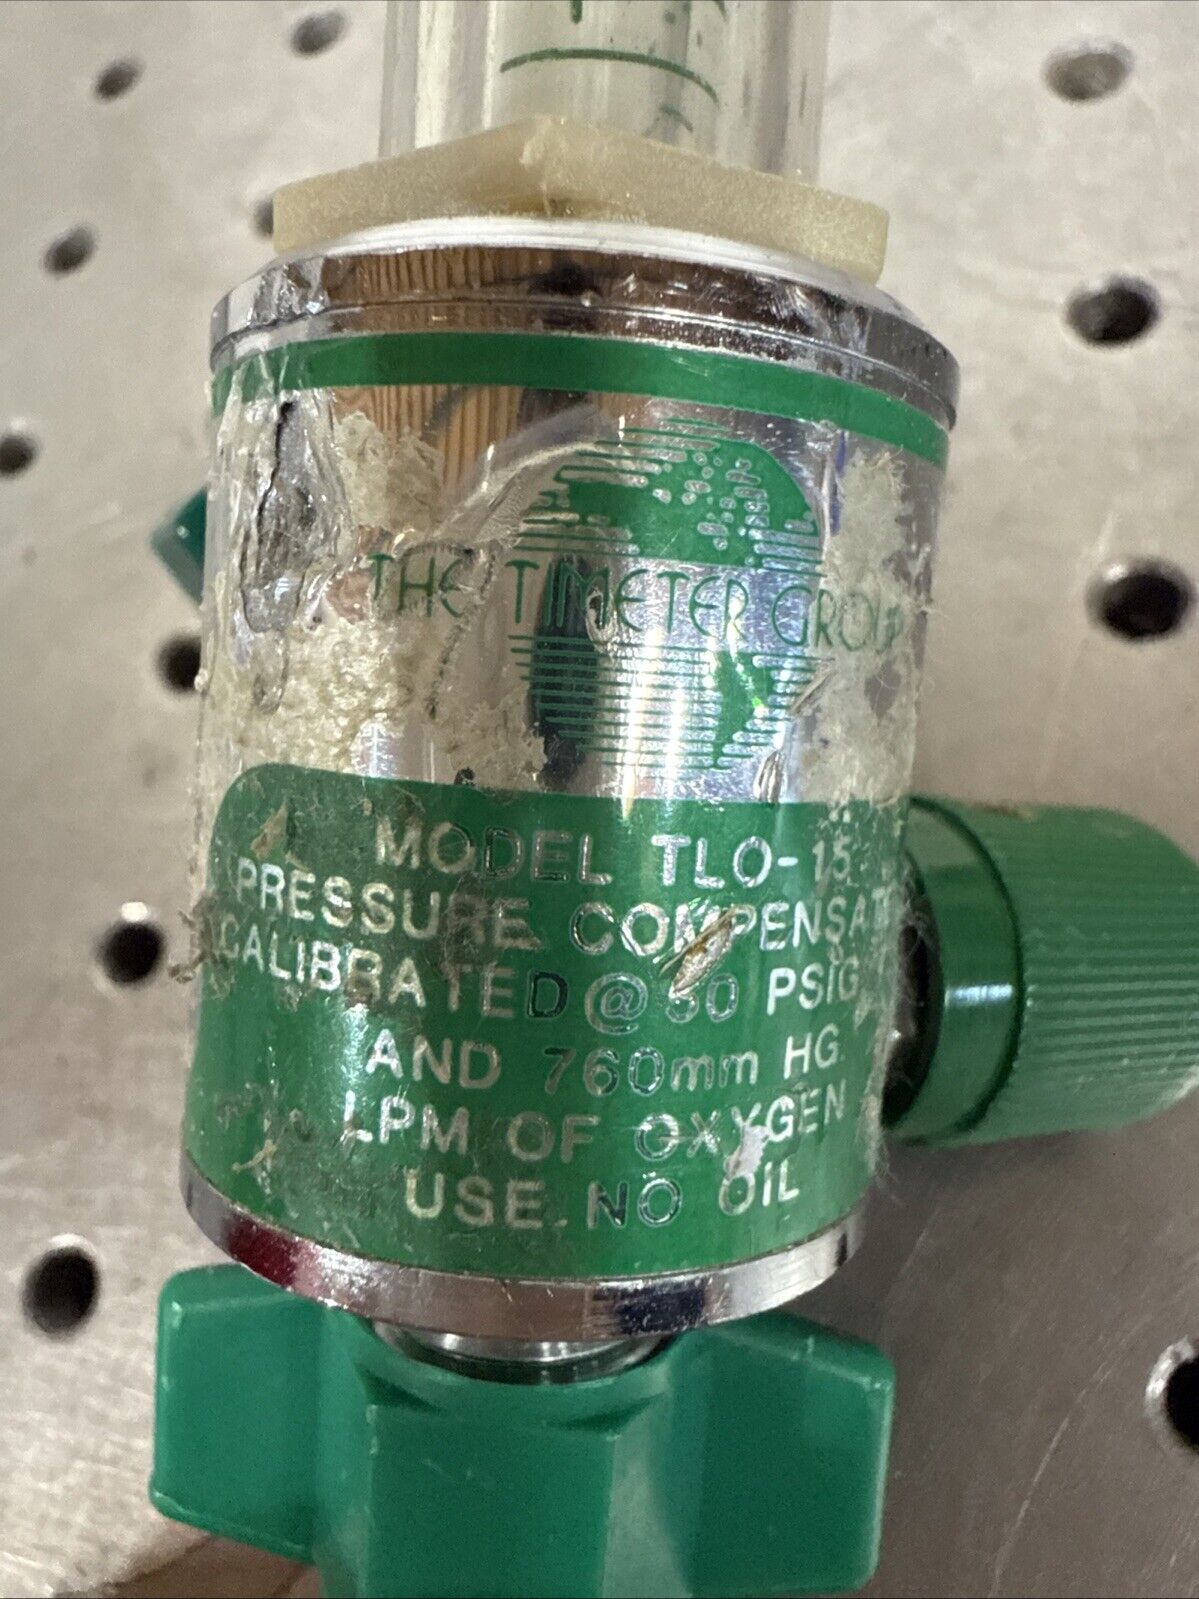 THE TIMETER GROUP
MODEL TLO-15
PRESSURE COMPENSAT
CALIBRATED @ 50 PSIG
AND 760mm HG.
LPM OF OXYGEN
USE NO OIL